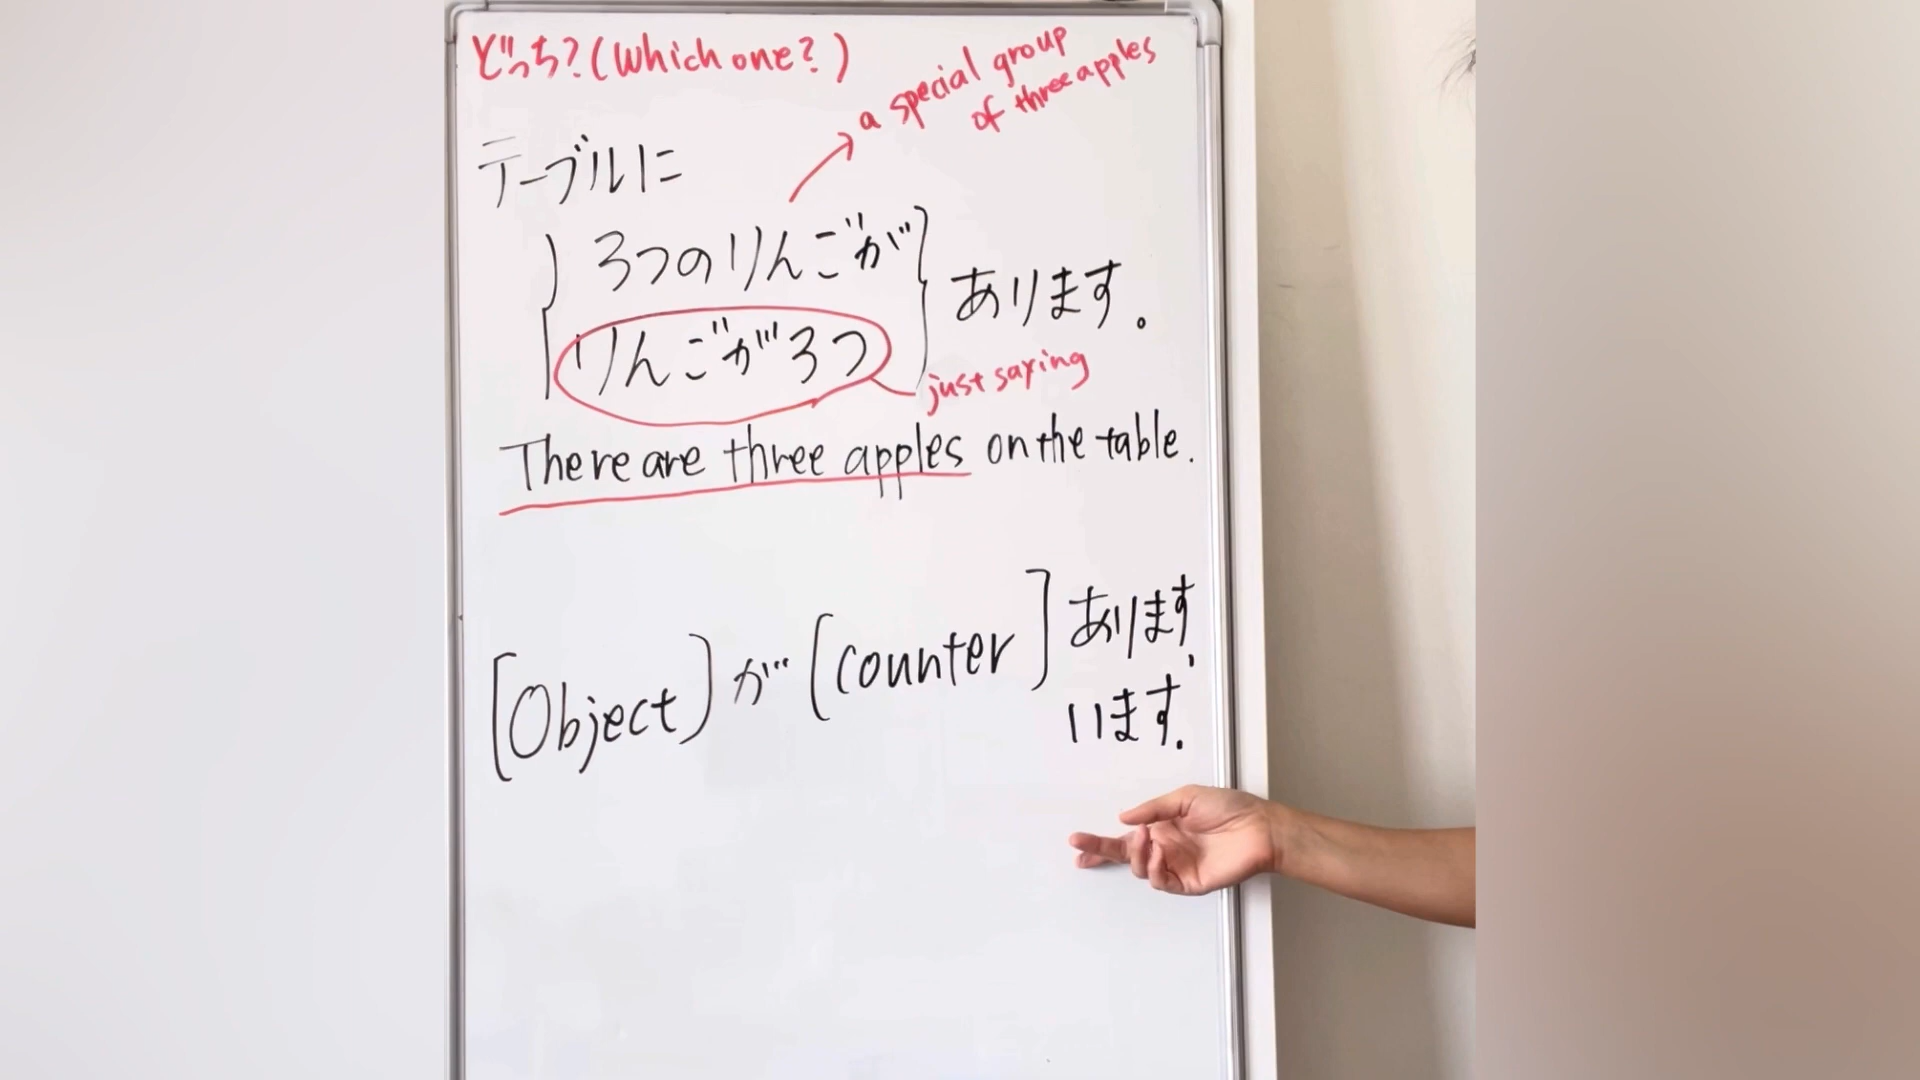 どっち?(Which one?)
a special group
of three apples
テーブルに
3つのりんごが
りんごが3つ
あります。
just saying
There are three apples on the table.
[Object]が[counter]あります
います.